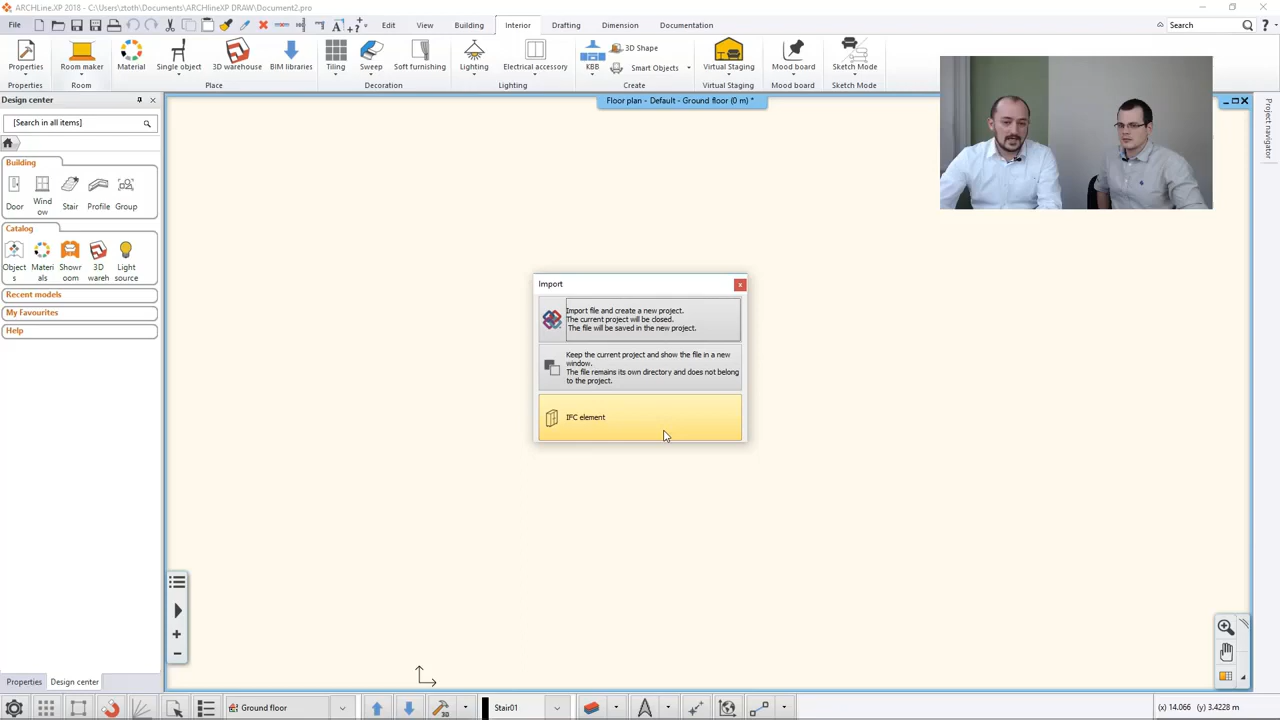 ARCHLine.XP 2018 - C:\Users\ztoth\Documents\ARCHlineXP DRAW\Document2.pro
File
Edit
View
Building
Interior
Drafting
Dimension
Documentation
Search
?
Properties
Room maker
Material
Single object
3D warehouse
BIM libraries
Tiling
Sweep
Soft furnishing
Lighting
Electrical accessory
KBB
3D Shape
Smart Objects
Virtual Staging
Mood board
Sketch Mode
Properties
Room
Place
Decoration
Lighting
Create
Virtual Staging
Mood board
Sketch Mode
Design center
Floor plan - Default - Ground floor (0 m) *
Project navigator
[Search in all items]
Building
Door
Wind
ow
Stair
Profile
Group
Catalog
Object
s
Materi
als
Showr
oom
3D
wareh
Light
source
Recent models
My Favourites
Help
Import
Import file and create a new project.
The current project will be closed.
The file will be saved in the new project.
Keep the current project and show the file in a new
window.
The file remains its own directory and does not belong
to the project.
IFC element
Properties
Design center
Ground floor
Stair01
(x) 14.066 (y) 3.4228 m